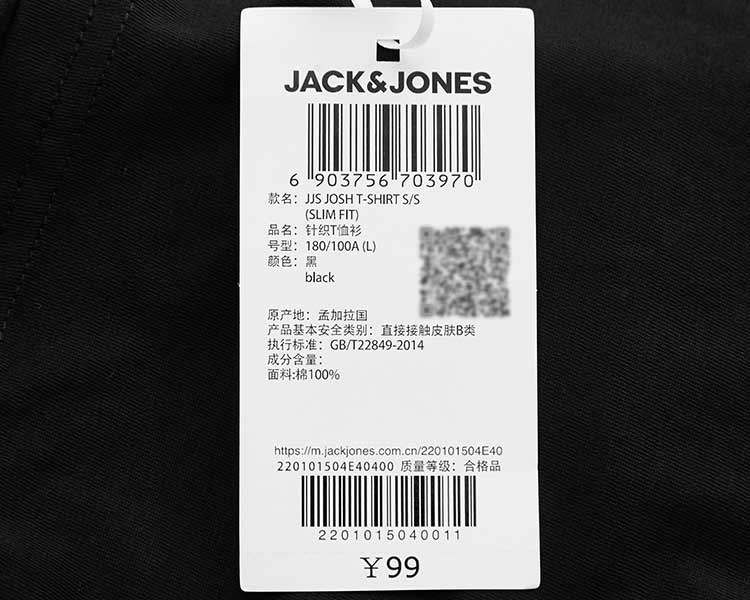 JACK&JONES
6 903756 703970
款名：JJS JOSH T-SHIRT S/S
(SLIM FIT)
品名：针织T恤衫
号型：180/100A (L)
颜色：黑
black
原产地：孟加拉国
产品基本安全类别：直接接触皮肤B类
执行标准：GB/T22849-2014
成分含量：
面料:棉100%
https://m.jackjones.com.cn/220101504E40
220101504E40400 质量等级：合格品
2201015040011
￥99